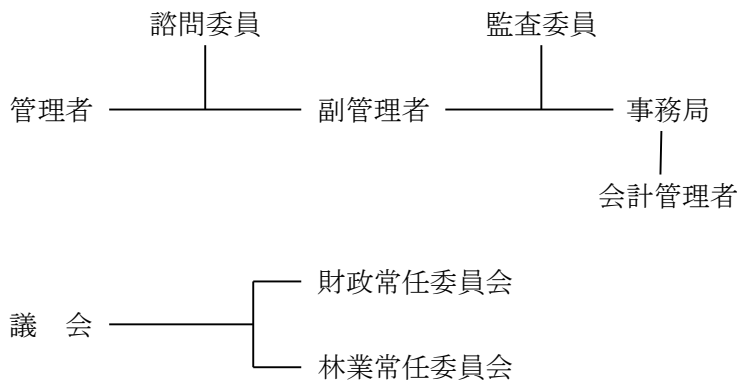 諮問委員 監査委員
管理者 副管理者 事務局
会計管理者
財政常任委員会
議　会
林業常任委員会